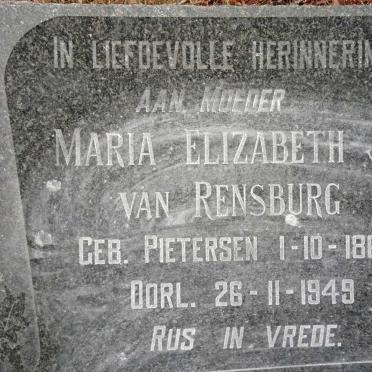 IN LIEFDEVOLLE HERINNERIN
AAN MOEDER
MARIA ELIZABETH
VAN RENSBURG
GEB. PIETERSEN 1-10-18
OORL. 26-11-1949
RUS IN VREDE.